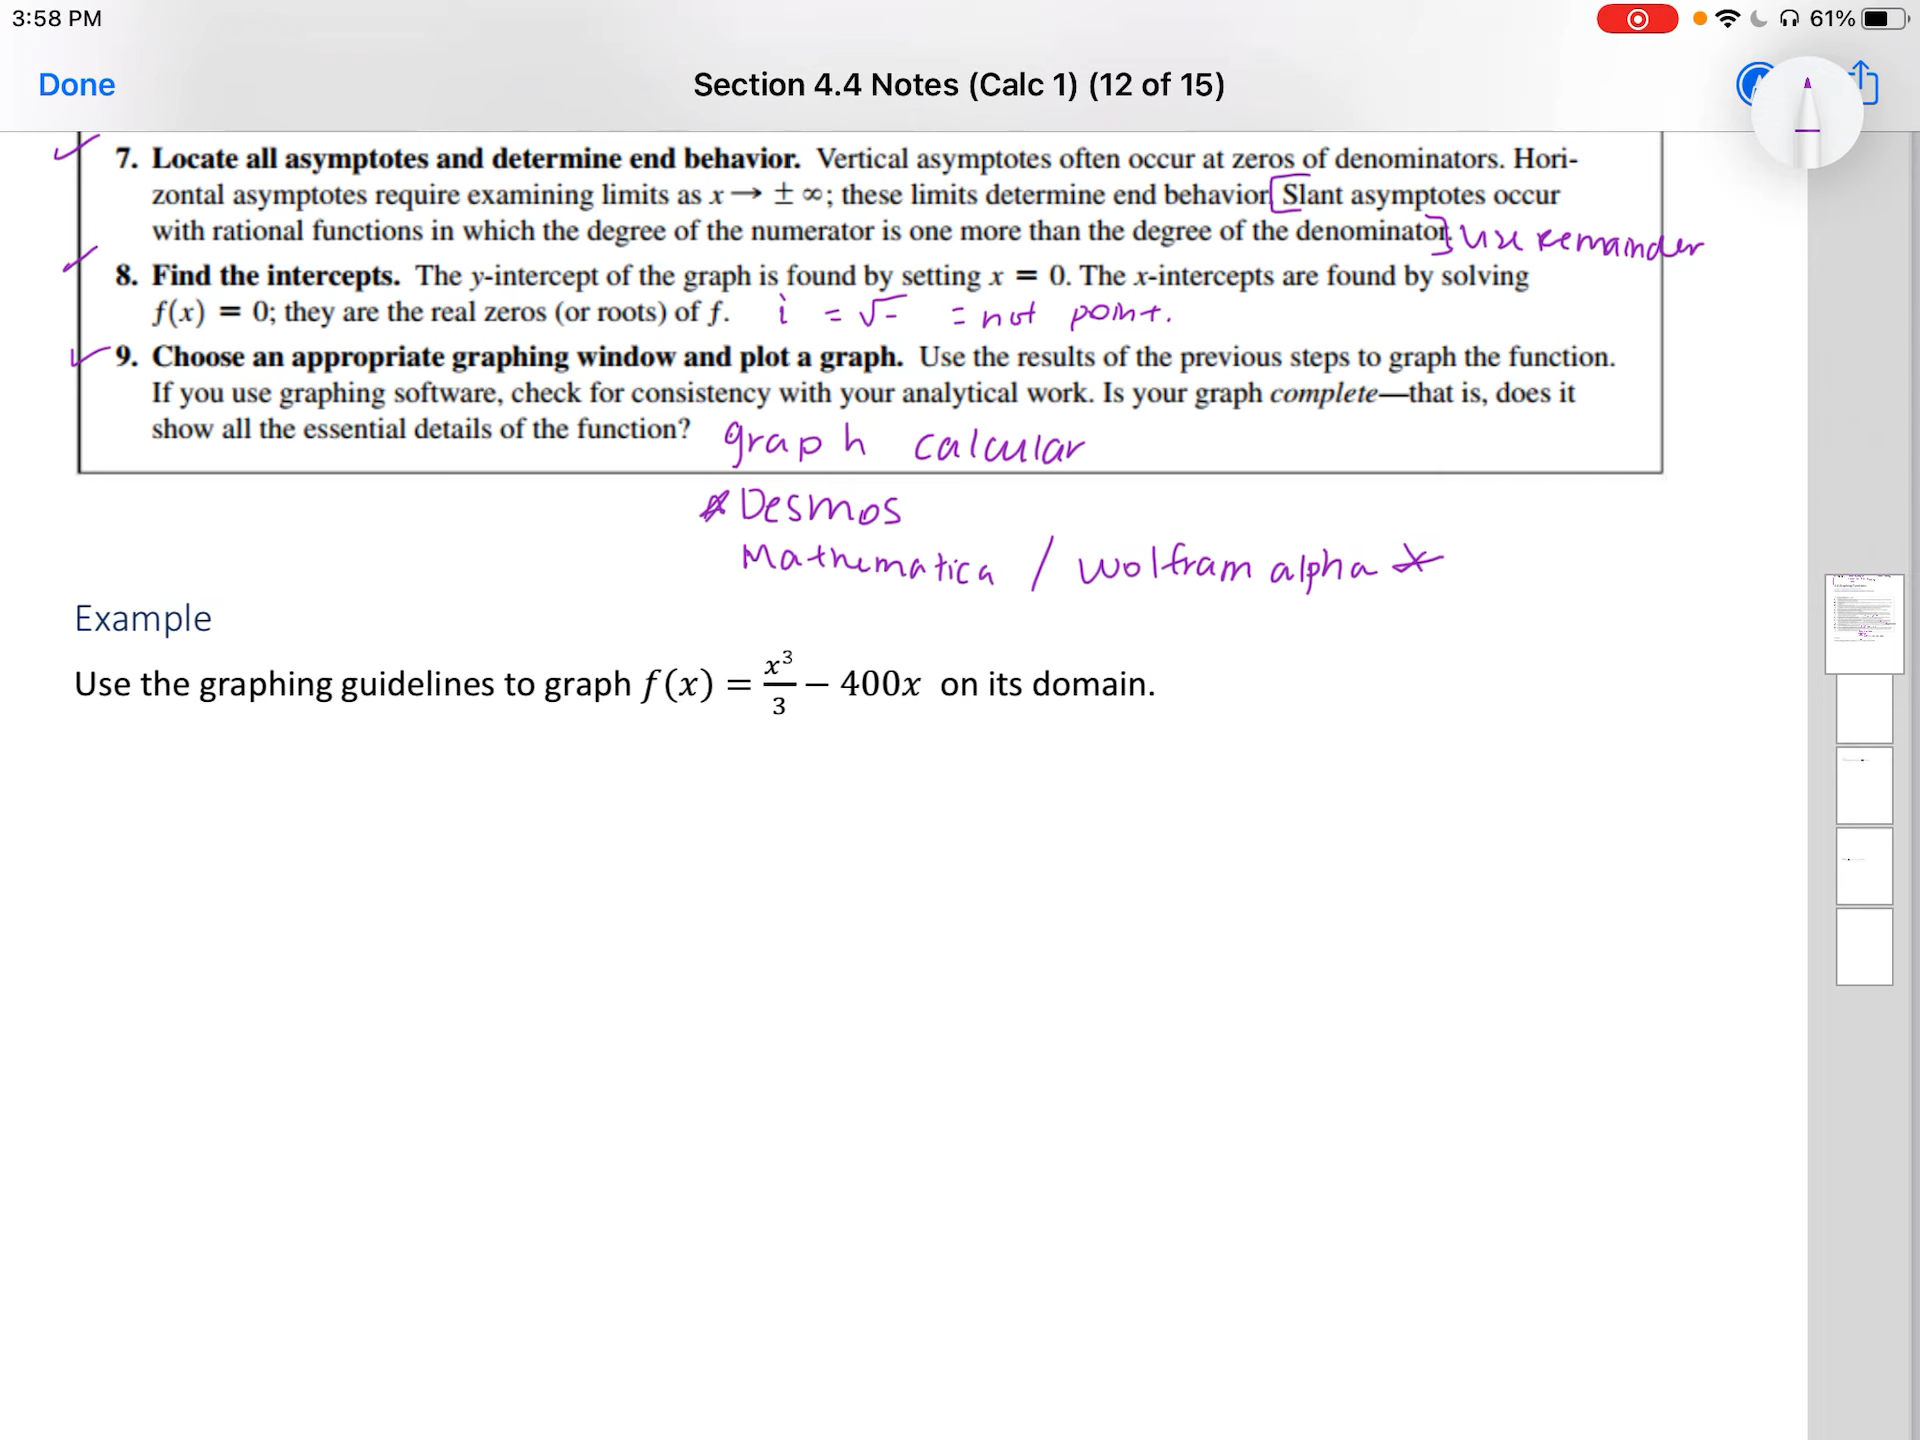 3:58 PM
61%
Done
Section 4.4 Notes (Calc 1) (12 of 15)
7. Locate all asymptotes and determine end behavior. Vertical asymptotes often occur at zeros of denominators. Hori-
zontal asymptotes require examining limits as x → ± ∞; these limits determine end behavior. Slant asymptotes occur
with rational functions in which the degree of the numerator is one more than the degree of the denominator.
use remainder
8. Find the intercepts. The y-intercept of the graph is found by setting x = 0. The x-intercepts are found by solving
f(x) = 0; they are the real zeros (or roots) of f. i = √- = not point.
9. Choose an appropriate graphing window and plot a graph. Use the results of the previous steps to graph the function.
If you use graphing software, check for consistency with your analytical work. Is your graph complete—that is, does it
show all the essential details of the function?
graph calcular
* Desmos
Mathematica / wolfram alpha *
Example
Use the graphing guidelines to graph f(x) = x³/3 − 400x on its domain.